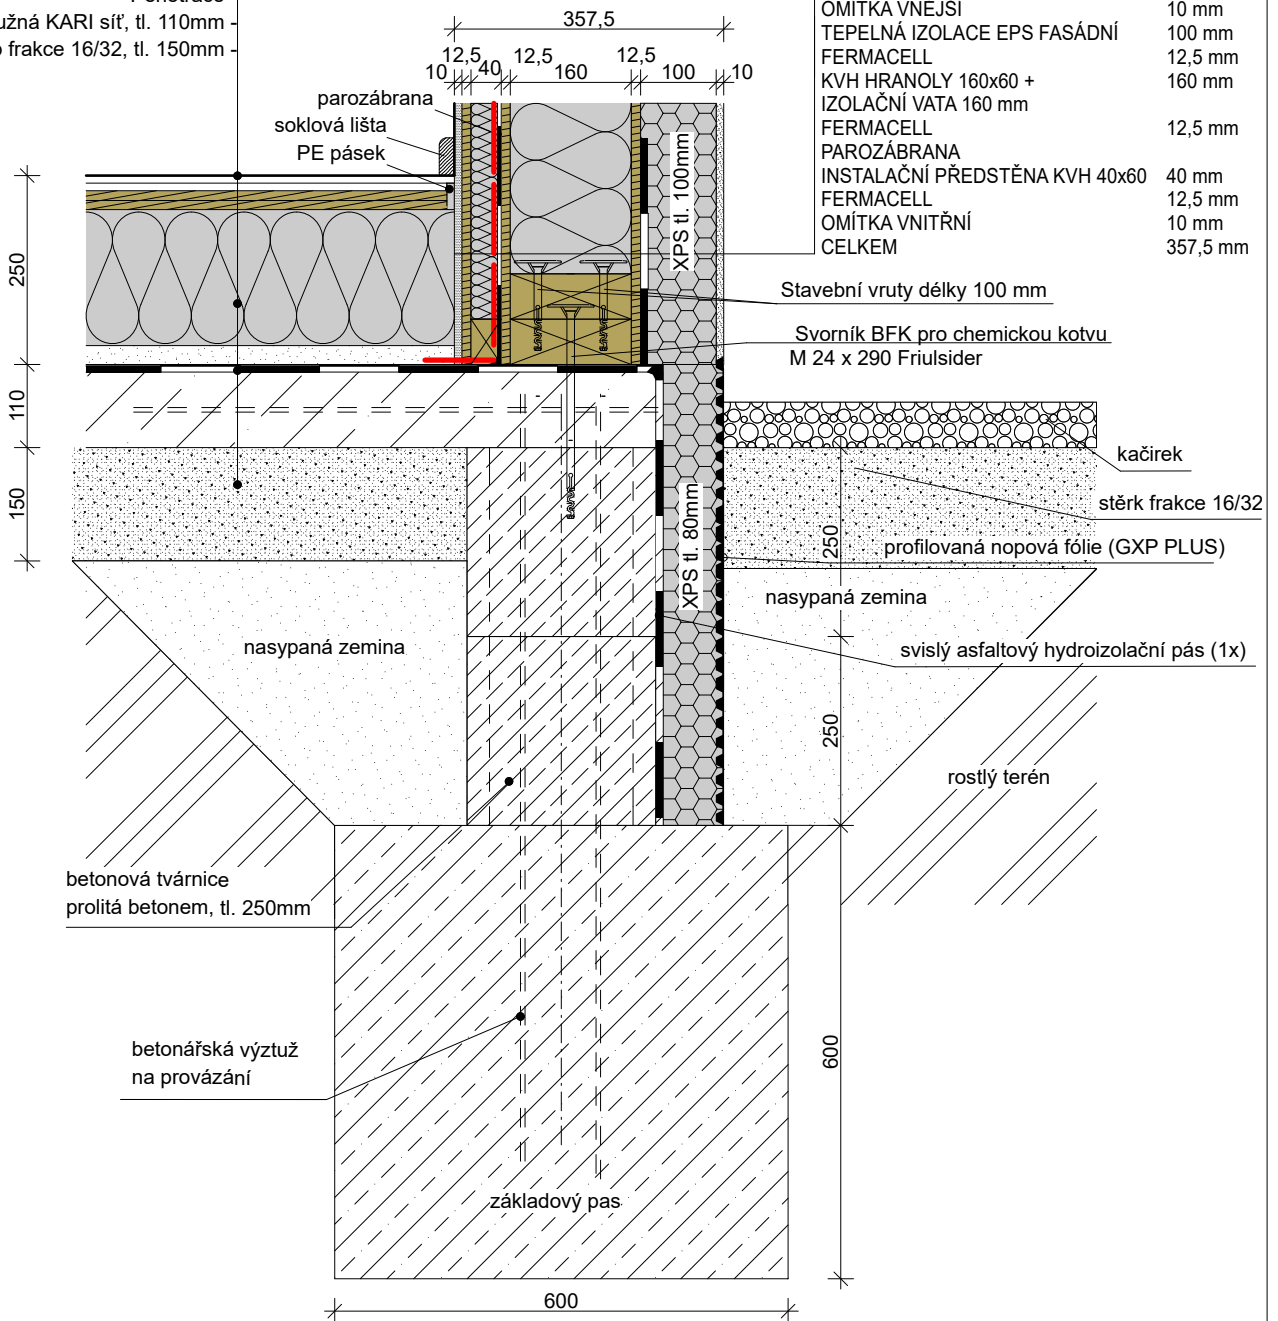 užná KARI síť, tl. 110mm
frakce 16/32, tl. 150mm
357,5
12,5 12,5 12,5
10 40 160 100 10
OMÍTKA VNĚJŠÍ 10 mm
TEPELNÁ IZOLACE EPS FASÁDNÍ 100 mm
FERMACELL 12,5 mm
KVH HRANOLY 160x60 + 160 mm
IZOLAČNÍ VATA 160 mm
FERMACELL 12,5 mm
PAROZÁBRANA
INSTALAČNÍ PŘEDSTĚNA KVH 40x60 40 mm
FERMACELL 12,5 mm
OMÍTKA VNITŘNÍ 10 mm
CELKEM 357,5 mm
parozábrana
soklová lišta
PE pásek
XPS tl. 100mm
250
Stavební vruty délky 100 mm
Svorník BFK pro chemickou kotvu
M 24 x 290 Friulsider
110
150
kačirek
stěrk frakce 16/32
XPS tl. 80mm
250
profilovaná nopová fólie (GXP PLUS)
nasypaná zemina
nasypaná zemina
svislý asfaltový hydroizolační pás (1x)
250
rostlý terén
betonová tvárnice
prolitá betonem, tl. 250mm
betonářská výztuž
na provázání
600
základový pas
600